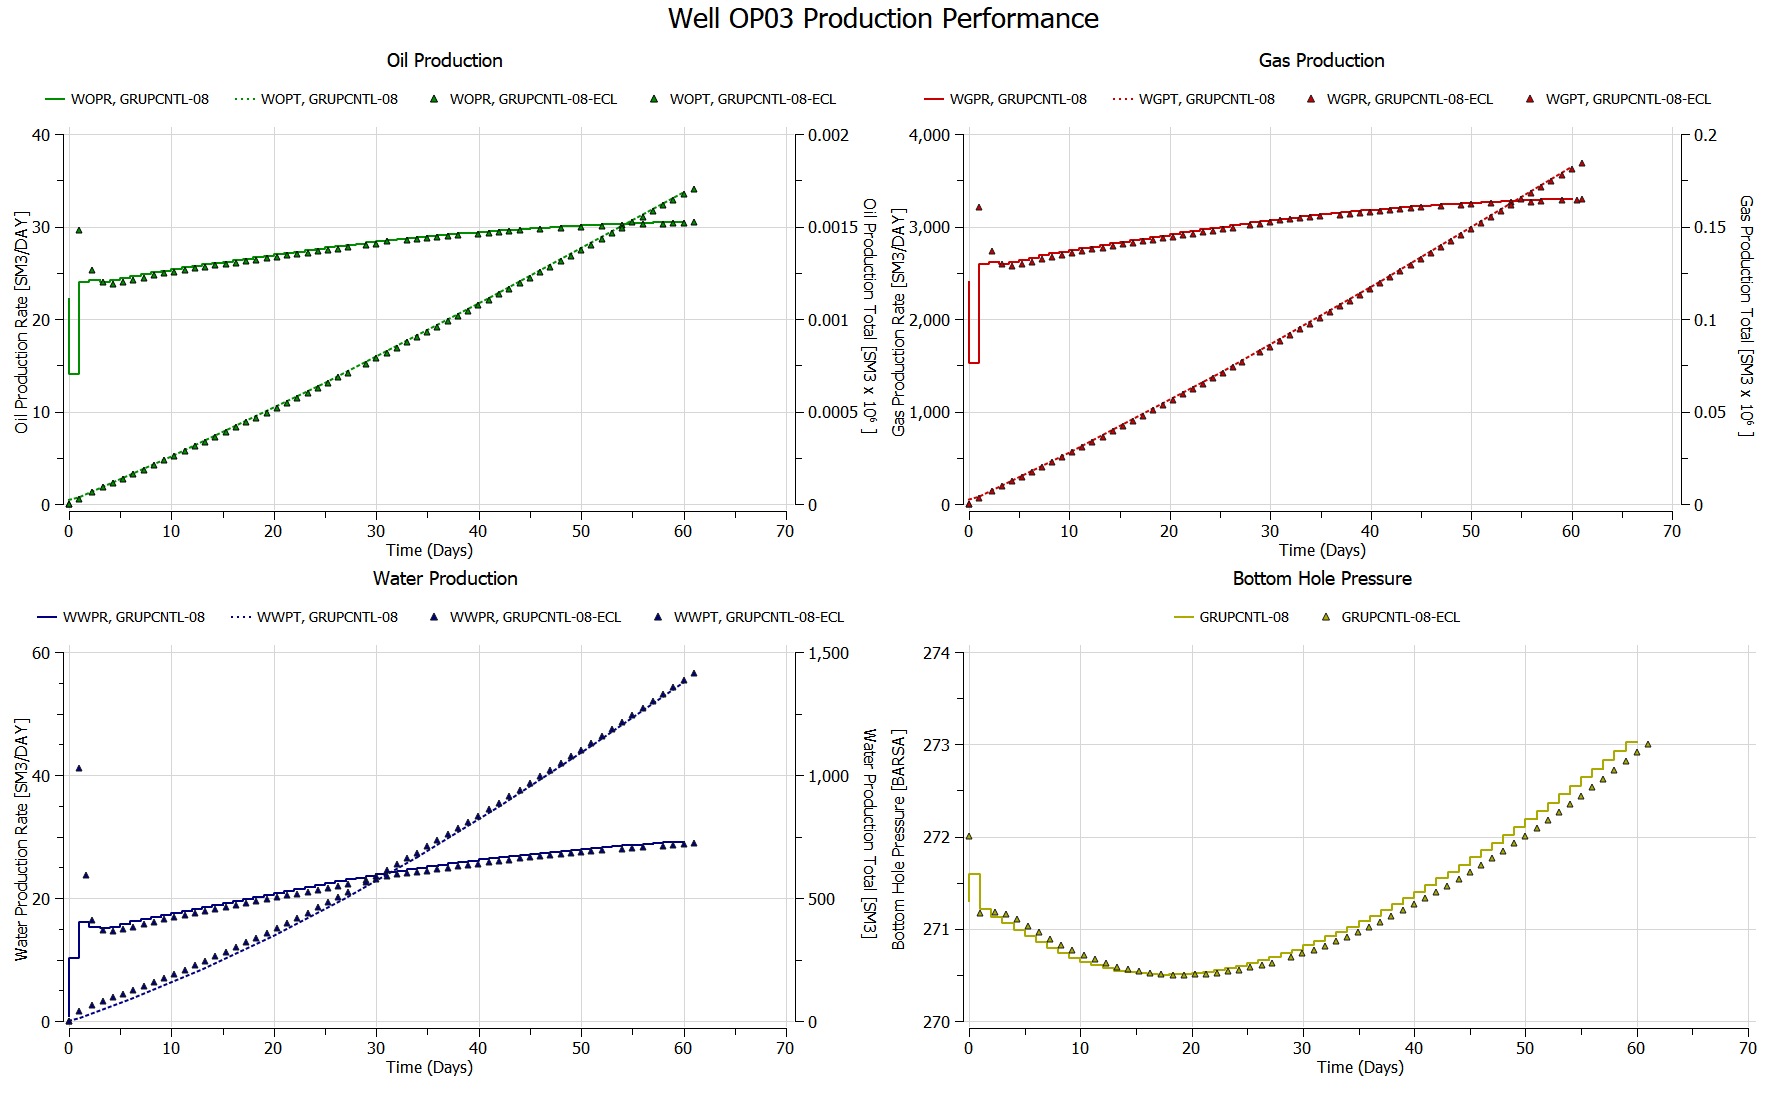 Well OP03 Production Performance
Oil Production
WOPR, GRUPCNTL-08 WOPT, GRUPCNTL-08 WOPR, GRUPCNTL-08-ECL WOPT, GRUPCNTL-08-ECL
Oil Production Rate [SM3/DAY]
40
30
20
10
0
0.002
0.0015
0.001
0.0005
0
Oil Production Total [SM3 x 10⁶ ]
0 10 20 30 40 50 60 70
Time (Days)
Gas Production
WGPR, GRUPCNTL-08 WGPT, GRUPCNTL-08 WGPR, GRUPCNTL-08-ECL WGPT, GRUPCNTL-08-ECL
Gas Production Rate [SM3/DAY]
4,000
3,000
2,000
1,000
0
0.2
0.15
0.1
0.05
0
Gas Production Total [SM3 x 10⁶ ]
0 10 20 30 40 50 60 70
Time (Days)
Water Production
WWPR, GRUPCNTL-08 WWPT, GRUPCNTL-08 WWPR, GRUPCNTL-08-ECL WWPT, GRUPCNTL-08-ECL
Water Production Rate [SM3/DAY]
60
40
20
0
1,500
1,000
500
0
Water Production Total [SM3]
0 10 20 30 40 50 60 70
Time (Days)
Bottom Hole Pressure
GRUPCNTL-08 GRUPCNTL-08-ECL
Bottom Hole Pressure [BARSA]
274
273
272
271
270
0 10 20 30 40 50 60 70
Time (Days)